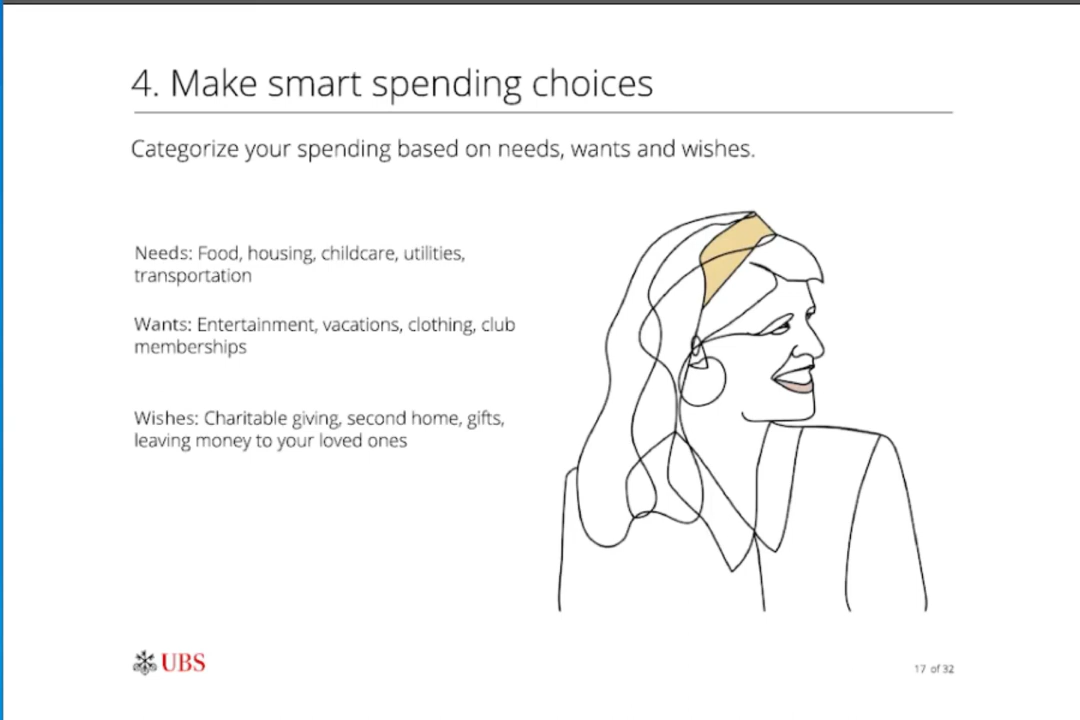 4. Make smart spending choices
Categorize your spending based on needs, wants and wishes.
Needs: Food, housing, childcare, utilities,
transportation
Wants: Entertainment, vacations, clothing, club
memberships
Wishes: Charitable giving, second home, gifts,
leaving money to your loved ones
UBS
17 of 32